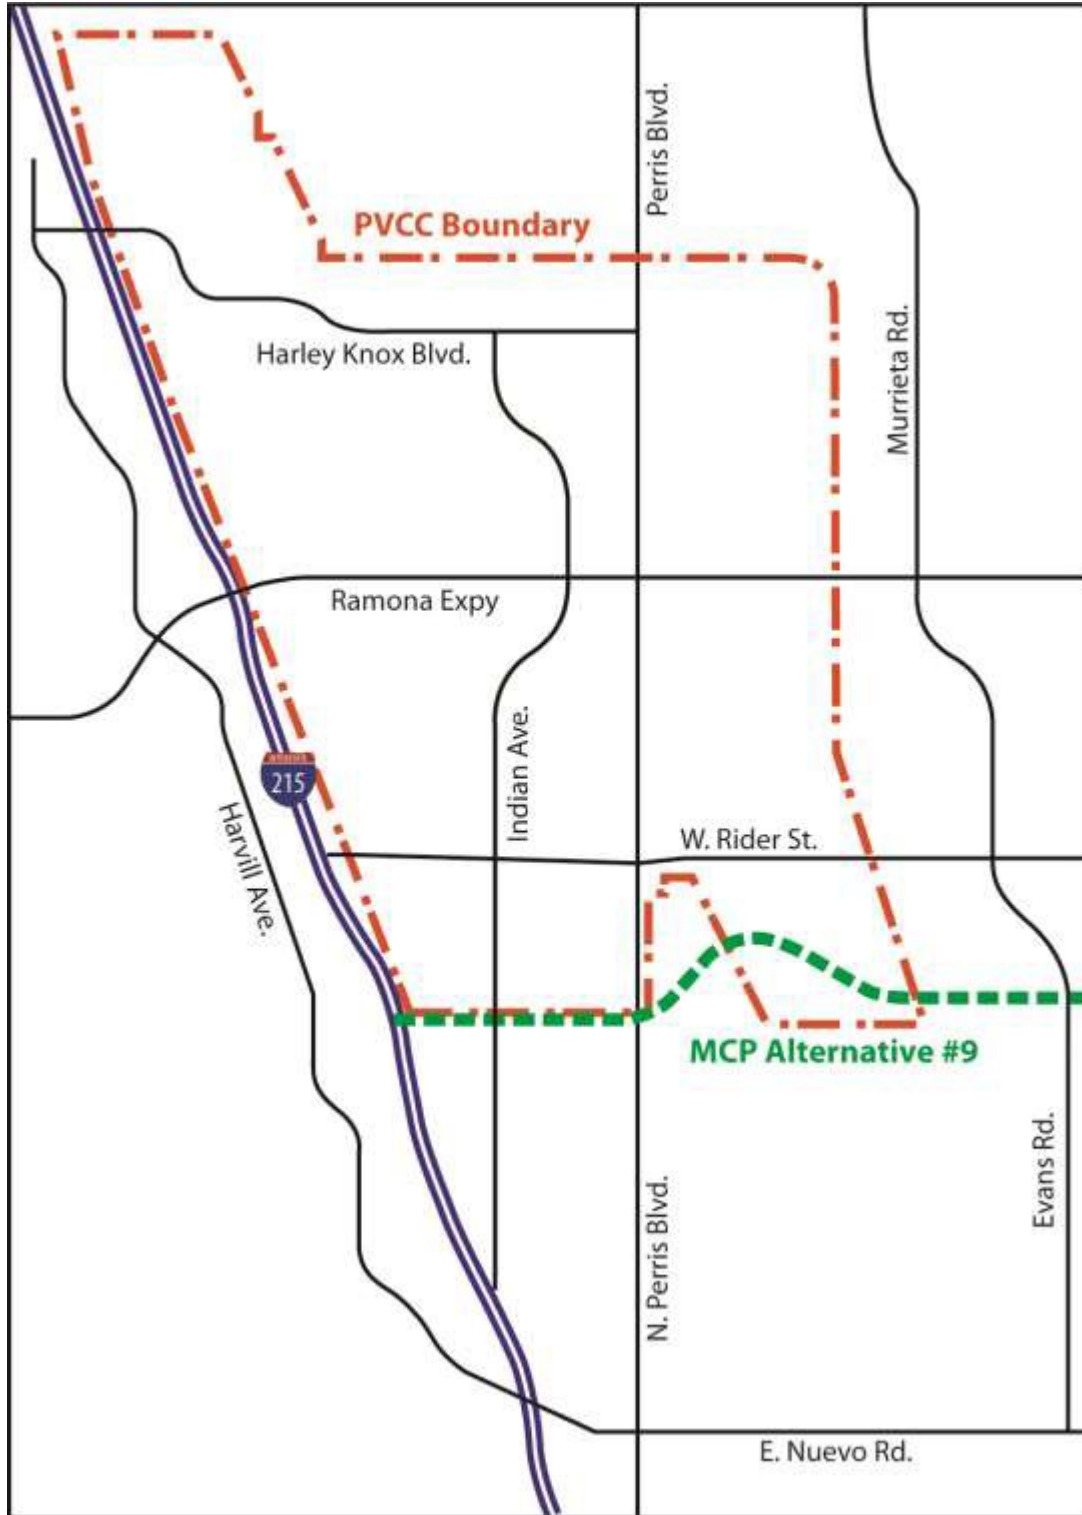 Perris Blvd.
PVCC Boundary
Harley Knox Blvd.
Murrieta Rd.
Ramona Expy
Indian Ave.
215
Harvill Ave.
W. Rider St.
MCP Alternative #9
N. Perris Blvd.
Evans Rd.
E. Nuevo Rd.